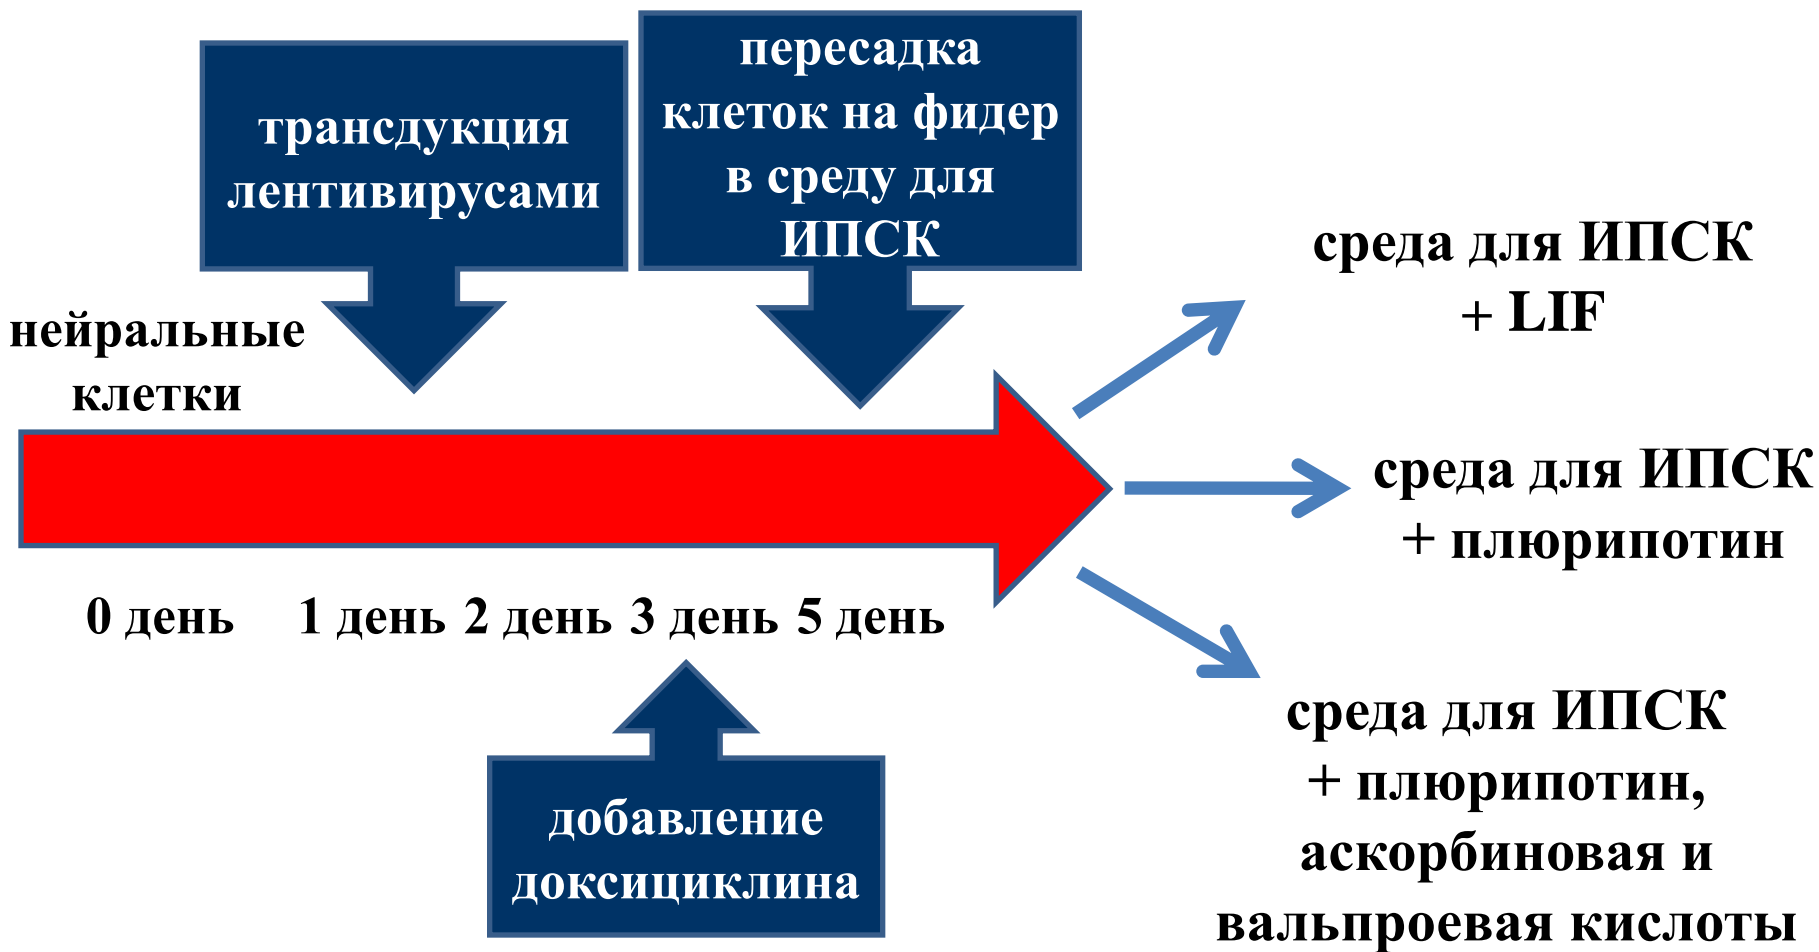 трансдукция
лентивирусами
пересадка
клеток на фидер
в среду для
ИПСК
нейральные
клетки
0 день
1 день
2 день
3 день
5 день
добавление
доксициклина
среда для ИПСК
+ LIF
среда для ИПСК
+ плюрипотин
среда для ИПСК
+ плюрипотин,
аскорбиновая и
вальпроевая кислоты